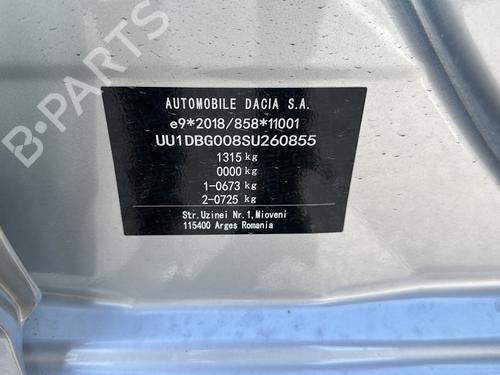 B-PARTS
AUTOMOBILE DACIA S.A.
e9*2018/858*11001
UU1DBG008SU260855
1315 kg
0000 kg
1-0673 kg
2-0725 kg
Str.Uzinei Nr.1,Mioveni
115400 Arges Romania